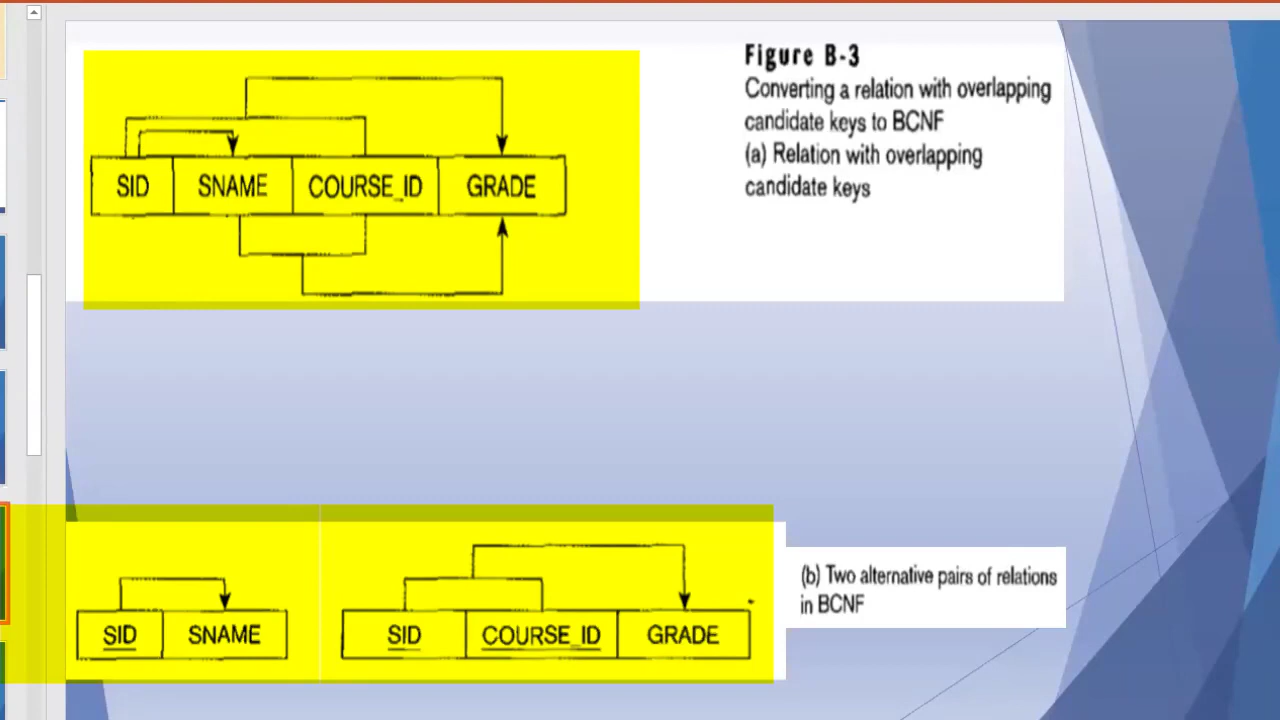 Figure B-3
Converting a relation with overlapping
candidate keys to BCNF
(a) Relation with overlapping
candidate keys
SID SNAME COURSE_ID GRADE
(b) Two alternative pairs of relations
in BCNF
SID SNAME SID COURSE_ID GRADE